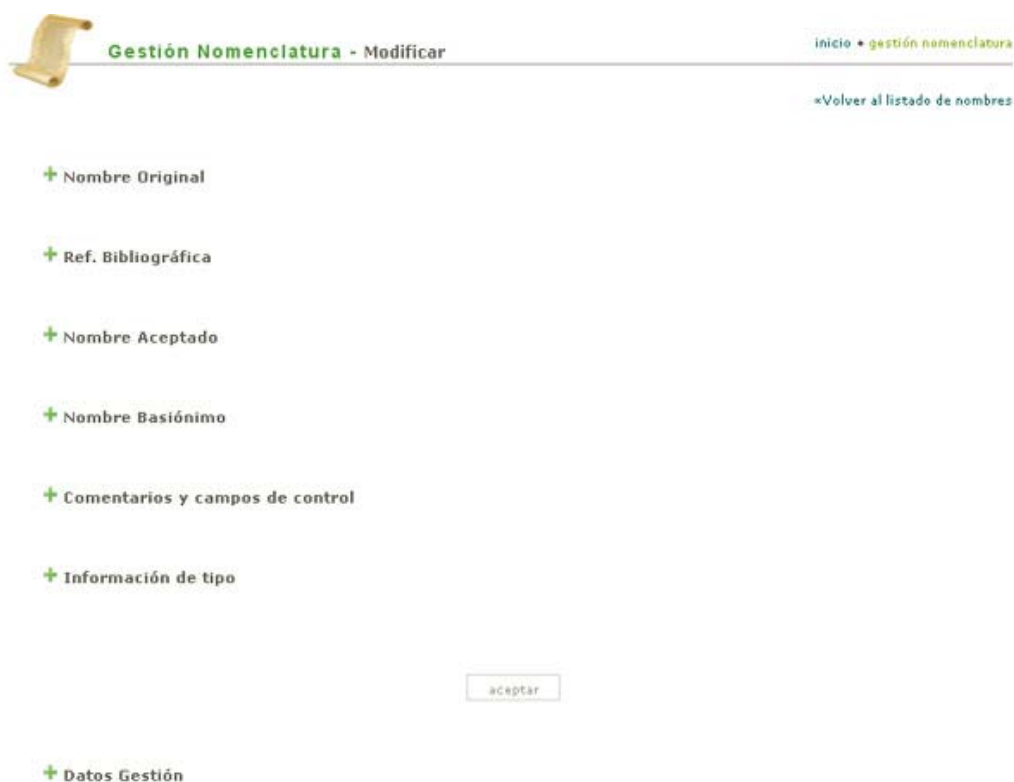 Gestión Nomenclatura - Modificar
inicio • gestión nomenclatura
«Volver al listado de nombres
+ Nombre Original
+ Ref. Bibliográfica
+ Nombre Aceptado
+ Nombre Basiónimo
+ Comentarios y campos de control
+ Información de tipo
aceptar
+ Datos Gestión